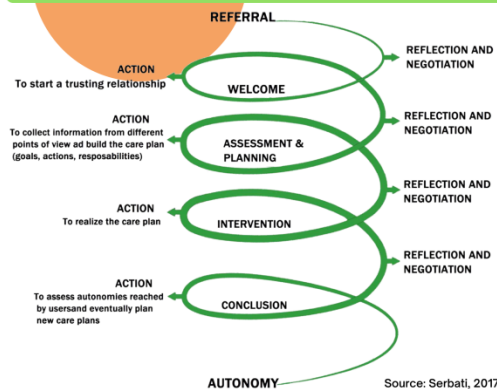 REFERRAL
REFLECTION AND
NEGOTIATION
ACTION
To start a trusting relationship
WELCOME
ACTION
To collect information from different
points of view ad build the care plan
(goals, actions, resposabilities)
REFLECTION AND
NEGOTIATION
ASSESSMENT &
PLANNING
REFLECTION AND
NEGOTIATION
ACTION
To realize the care plan
INTERVENTION
REFLECTION AND
NEGOTIATION
ACTION
To assess autonomies reached
by usersand eventually plan
new care plans
CONCLUSION
AUTONOMY
Source: Serbati, 2017